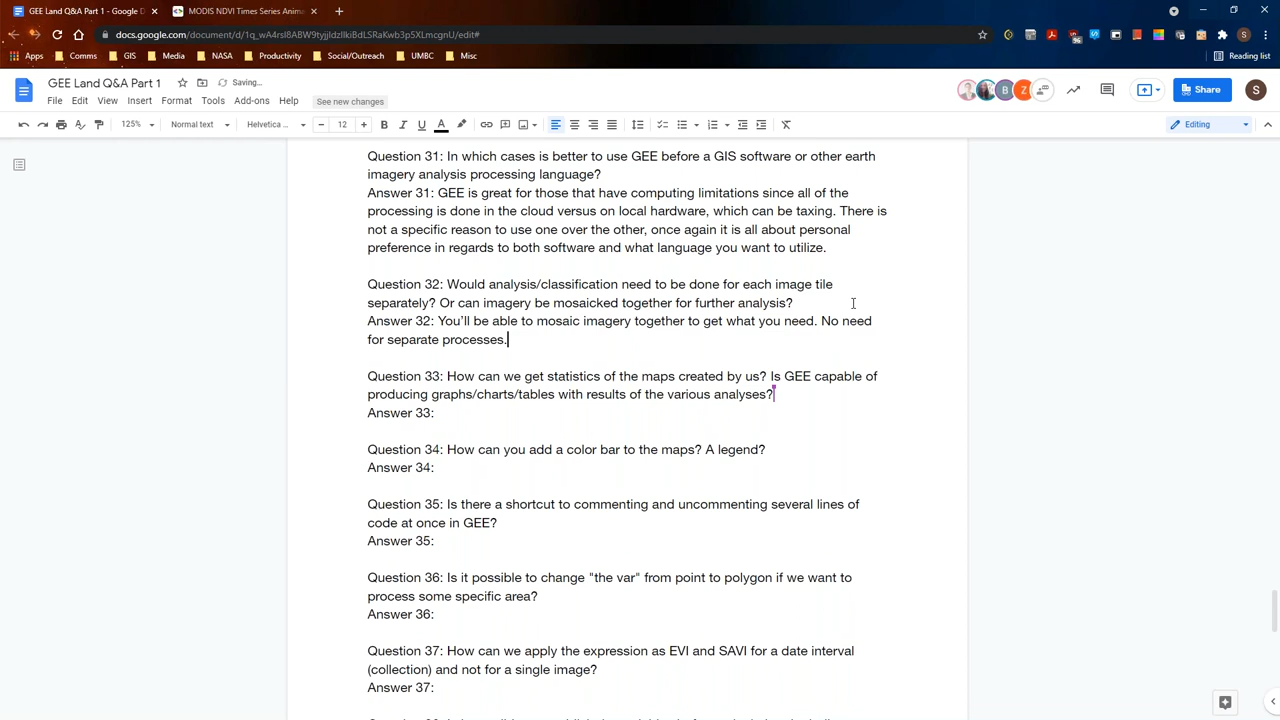 GEE Land Q&A Part 1 - Google D
MODIS NDVI Times Series Anima
docs.google.com/document/d/1q_wA4rsI8ABW9tyjjIdzIlkiBdLSRaKwb3p5XLmcgnU/edit#
Apps Comms GIS Media NASA Productivity Social/Outreach UMBC Misc Reading list
GEE Land Q&A Part 1 Saving...
File Edit View Insert Format Tools Add-ons Help See new changes
B Z Share S
125% Normal text Helvetica ... 12 B I U A Editing
Question 31: In which cases is better to use GEE before a GIS software or other earth
imagery analysis processing language?
Answer 31: GEE is great for those that have computing limitations since all of the
processing is done in the cloud versus on local hardware, which can be taxing. There is
not a specific reason to use one over the other, once again it is all about personal
preference in regards to both software and what language you want to utilize.
Question 32: Would analysis/classification need to be done for each image tile
separately? Or can imagery be mosaicked together for further analysis?
Answer 32: You'll be able to mosaic imagery together to get what you need. No need
for separate processes.
Question 33: How can we get statistics of the maps created by us? Is GEE capable of
producing graphs/charts/tables with results of the various analyses?
Answer 33:
Question 34: How can you add a color bar to the maps? A legend?
Answer 34:
Question 35: Is there a shortcut to commenting and uncommenting several lines of
code at once in GEE?
Answer 35:
Question 36: Is it possible to change "the var" from point to polygon if we want to
process some specific area?
Answer 36:
Question 37: How can we apply the expression as EVI and SAVI for a date interval
(collection) and not for a single image?
Answer 37: